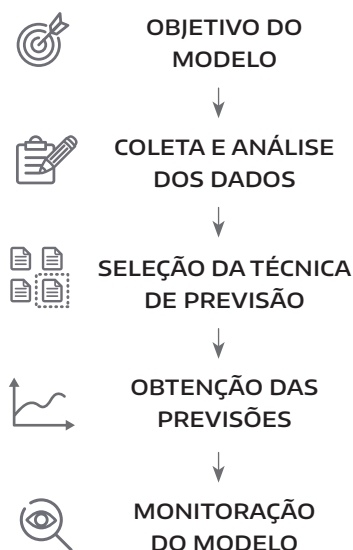 OBJETIVO DO
MODELO
COLETA E ANÁLISE
DOS DADOS
SELEÇÃO DA TÉCNICA
DE PREVISÃO
OBTENÇÃO DAS
PREVISÕES
MONITORAÇÃO
DO MODELO